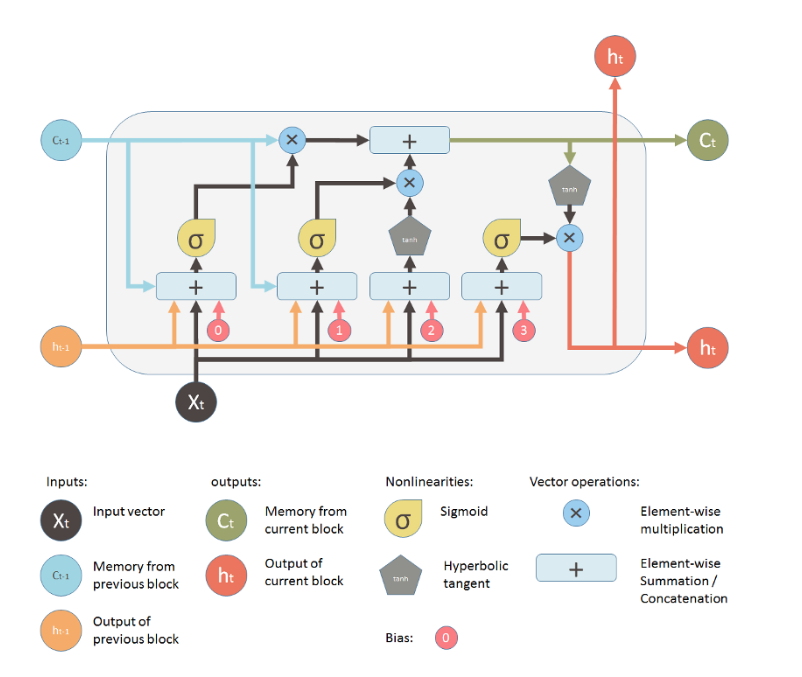 ht
Ct-1
×
+
Ct
tanh
×
σ
σ
tanh
σ
×
+
+
+
+
0
1
2
3
ht-1
ht
Xt
Inputs:
outputs:
Nonlinearities:
Vector operations:
Xt
Input vector
Ct
Memory from
current block
σ
Sigmoid
×
Element-wise
multiplication
Ct-1
Memory from
previous block
ht
Output of
current block
tanh
Hyperbolic
tangent
+
Element-wise
Summation /
Concatenation
ht-1
Output of
previous block
Bias:
0